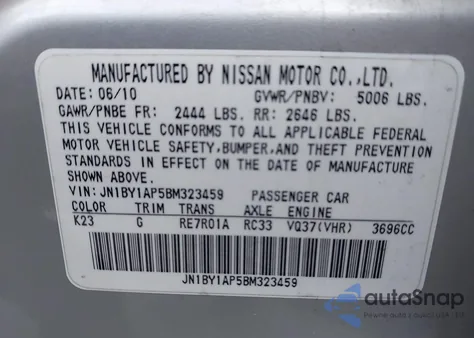 MANUFACTURED BY NISSAN MOTOR CO.,LTD.
DATE: 06/10 GVWR/PNBV: 5006 LBS.
GAWR/PNBE FR: 2444 LBS. RR: 2646 LBS.
THIS VEHICLE CONFORMS TO ALL APPLICABLE FEDERAL
MOTOR VEHICLE SAFETY,BUMPER,AND THEFT PREVENTION
STANDARDS IN EFFECT ON THE DATE OF MANUFACTURE
SHOWN ABOVE.
VIN: JN1BY1AP5BM323459 PASSENGER CAR
COLOR TRIM TRANS AXLE ENGINE
K23 G RE7R01A RC33 VQ37(VHR) 3696CC
JN1BY1AP5BM323459
autoSnap